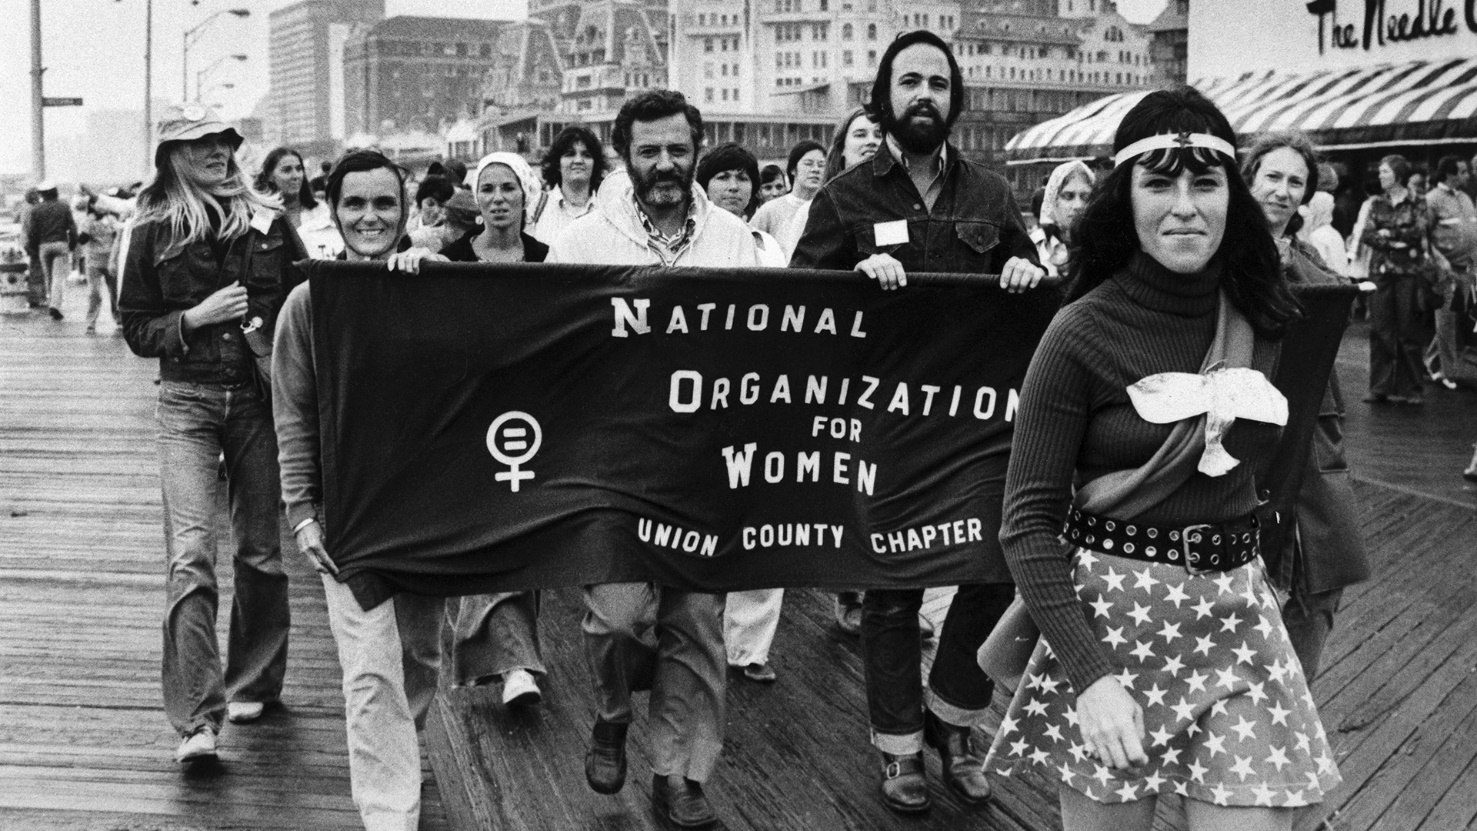 The Needle
NATIONAL
ORGANIZATION
FOR
WOMEN
UNION COUNTY CHAPTER